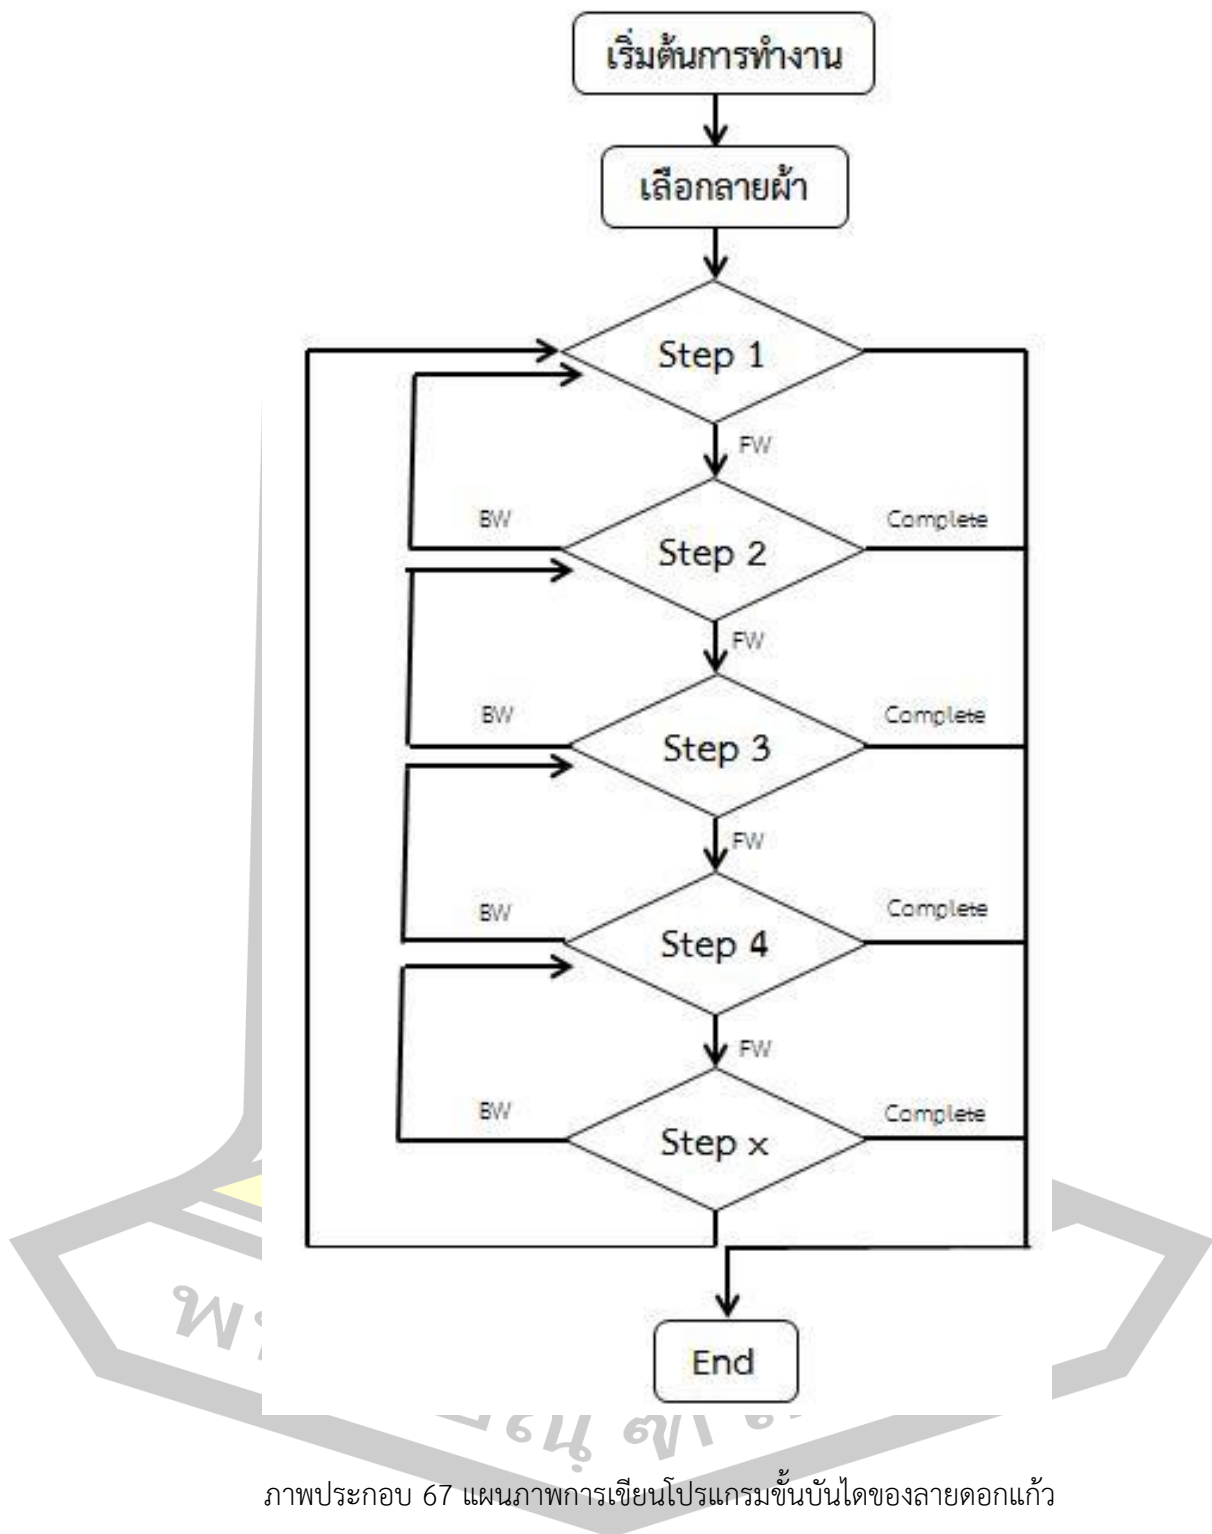 เริ่มต้นการทำงาน
เลือกลายผ้า
Step 1
FW
BW
Step 2
Complete
FW
BW
Step 3
Complete
FW
BW
Step 4
Complete
FW
BW
Step x
Complete
End
ภาพประกอบ 67 แผนภาพการเขียนโปรแกรมขั้นบันไดของลายดอกแก้ว